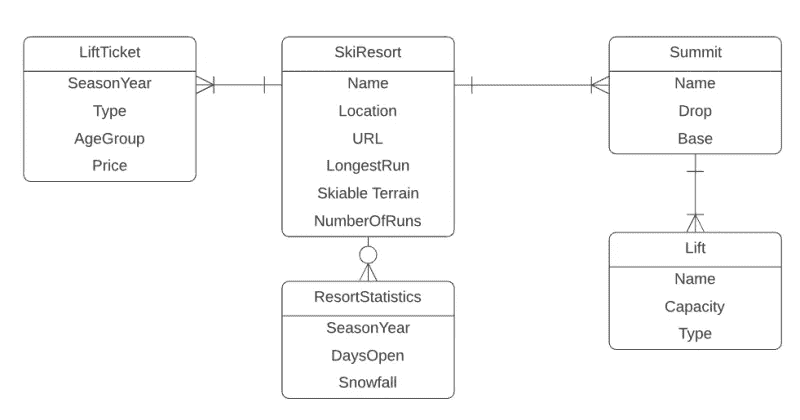 LiftTicket
SeasonYear
Type
AgeGroup
Price
SkiResort
Name
Location
URL
LongestRun
Skiable Terrain
NumberOfRuns
Summit
Name
Drop
Base
ResortStatistics
SeasonYear
DaysOpen
Snowfall
Lift
Name
Capacity
Type